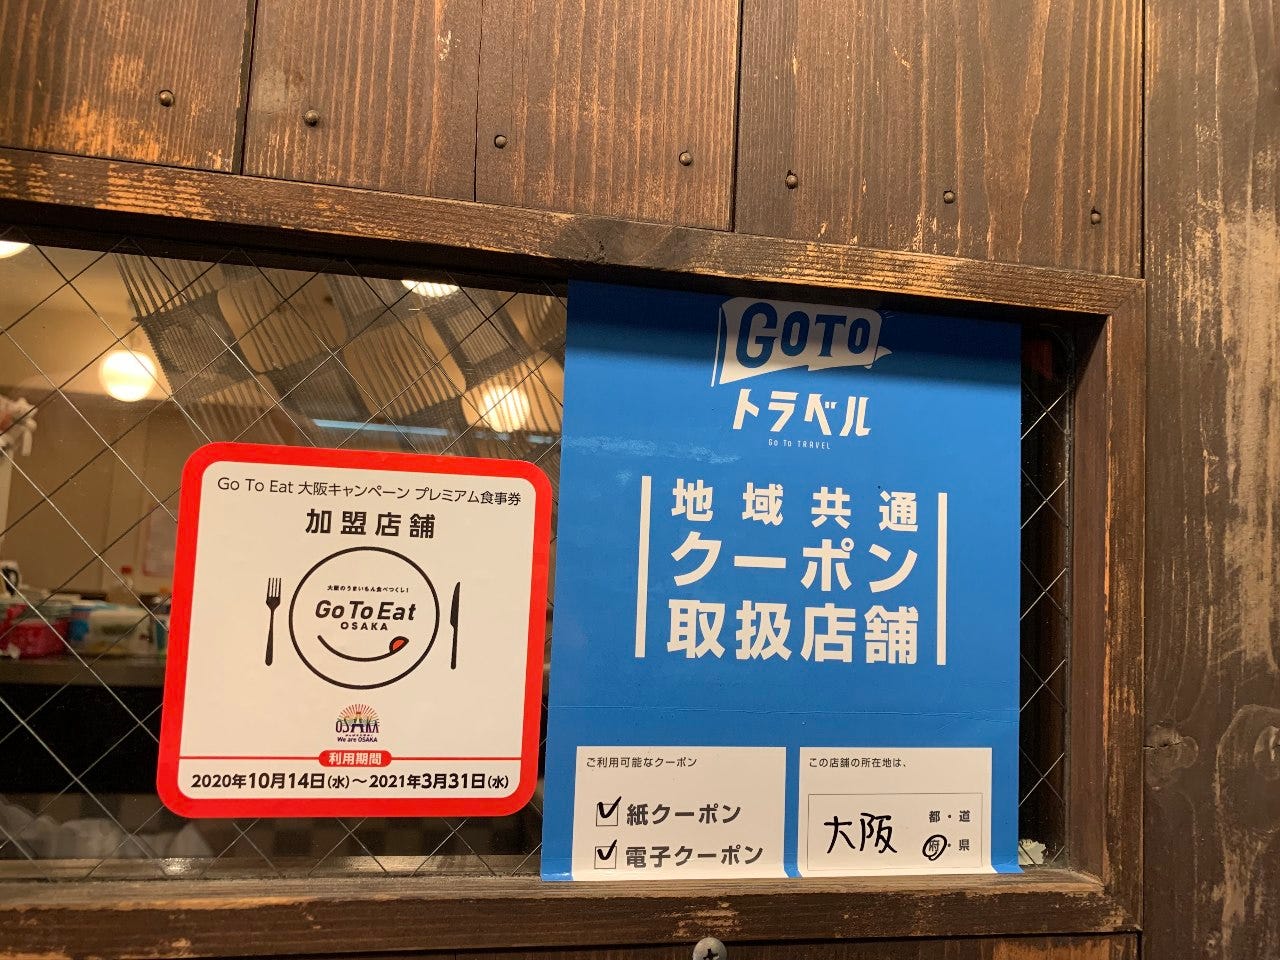 Go To Eat 大阪キャンペーン プレミアム食事券
加盟店舗
大阪のうまいもん食べつくし!
Go To Eat
OSAKA
OSAKA
We are OSAKA
利用期間
2020年10月14日(水)～2021年3月31日(水)
GOTO
トラベル
Go To TRAVEL
地域共通
クーポン
取扱店舗
ご利用可能なクーポン
紙クーポン
電子クーポン
この店舗の所在地は、
大阪
都・道
府・県